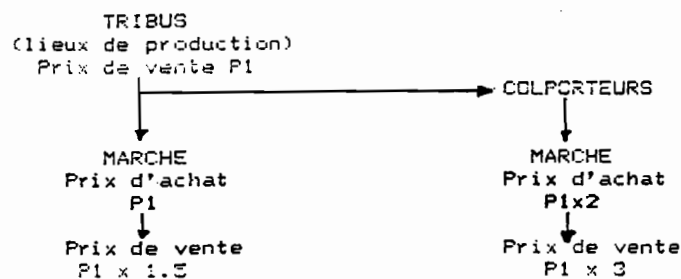 TRIBUS
(lieux de production)
Prix de vente P1
COLPORTEURS
MARCHE
Prix d'achat
P1
Prix de vente
P1 x 1.5
MARCHE
Prix d'achat
P1x2
Prix de vente
P1 x 3